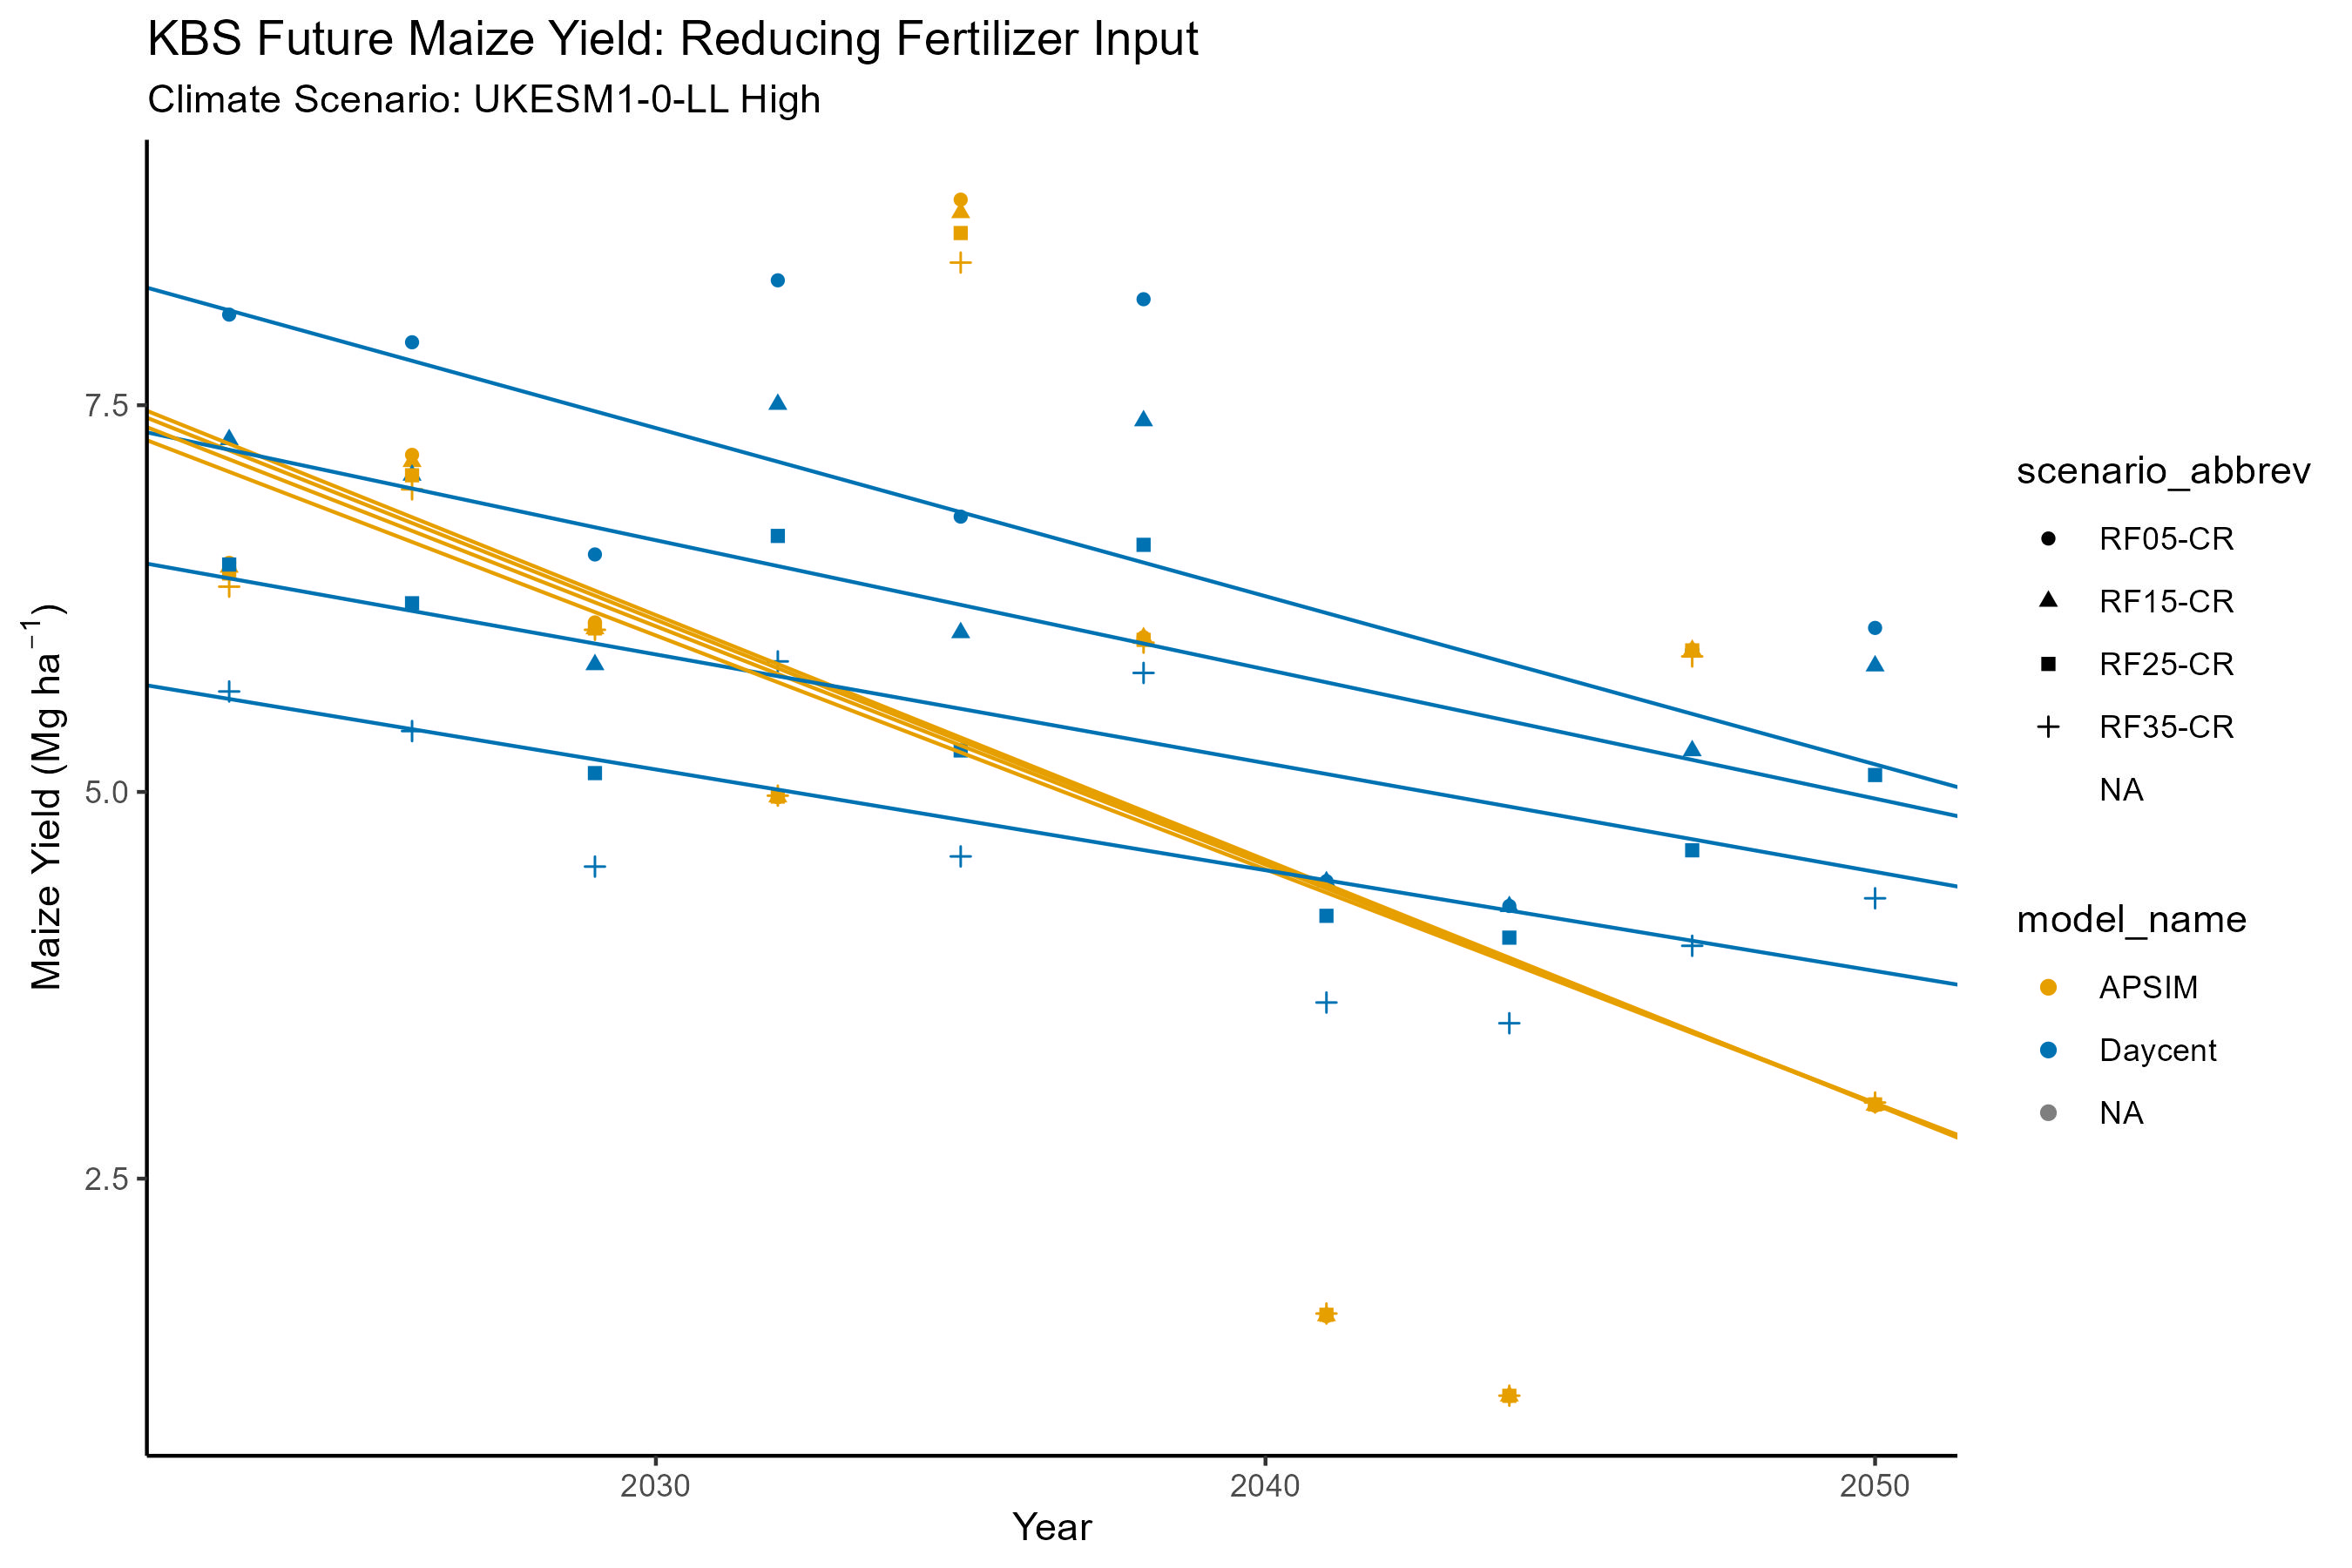 KBS Future Maize Yield: Reducing Fertilizer Input
Climate Scenario: UKESM1-0-LL High
Maize Yield (Mg ha⁻¹)
7.5
5.0
2.5
2030
2040
2050
Year
scenario_abbrev
RF05-CR
RF15-CR
RF25-CR
RF35-CR
NA
model_name
APSIM
Daycent
NA